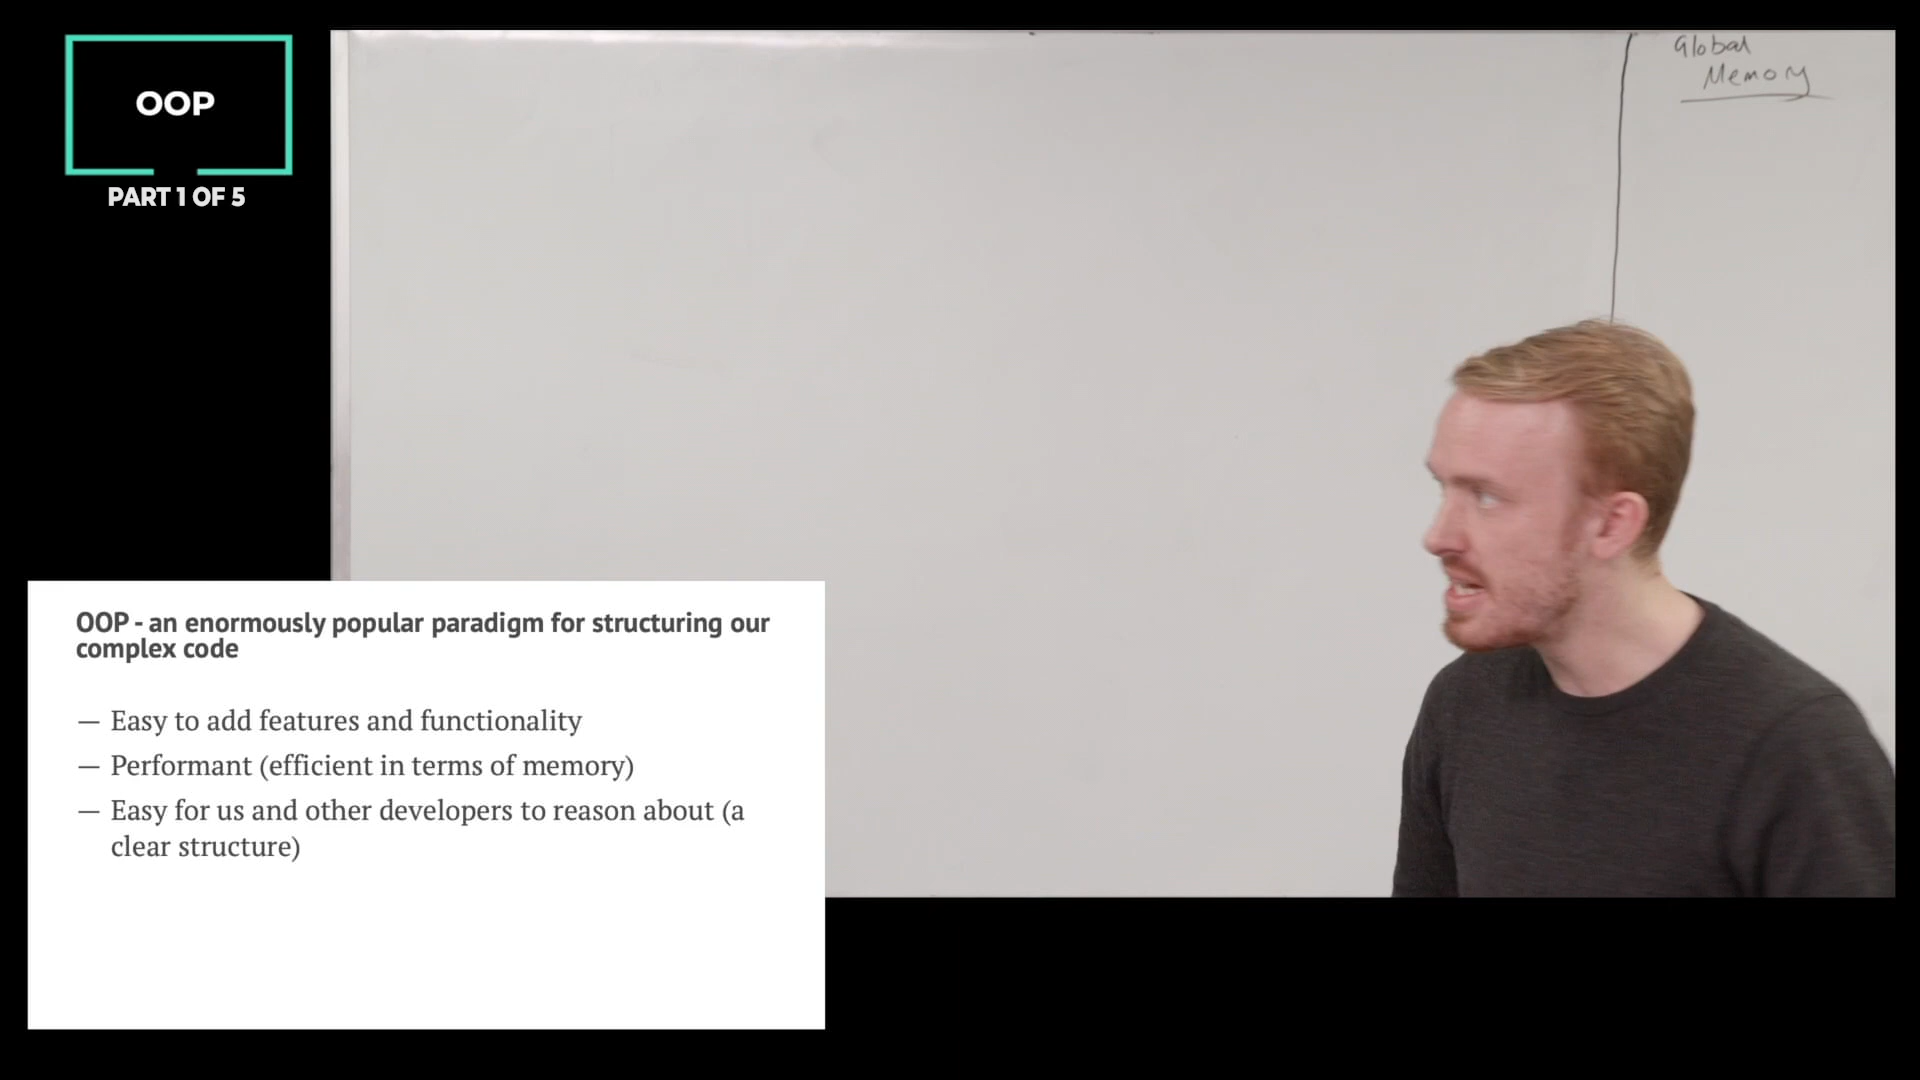 OOP
PART 1 OF 5
Global
Memory
OOP - an enormously popular paradigm for structuring our
complex code
— Easy to add features and functionality
— Performant (efficient in terms of memory)
— Easy for us and other developers to reason about (a
clear structure)